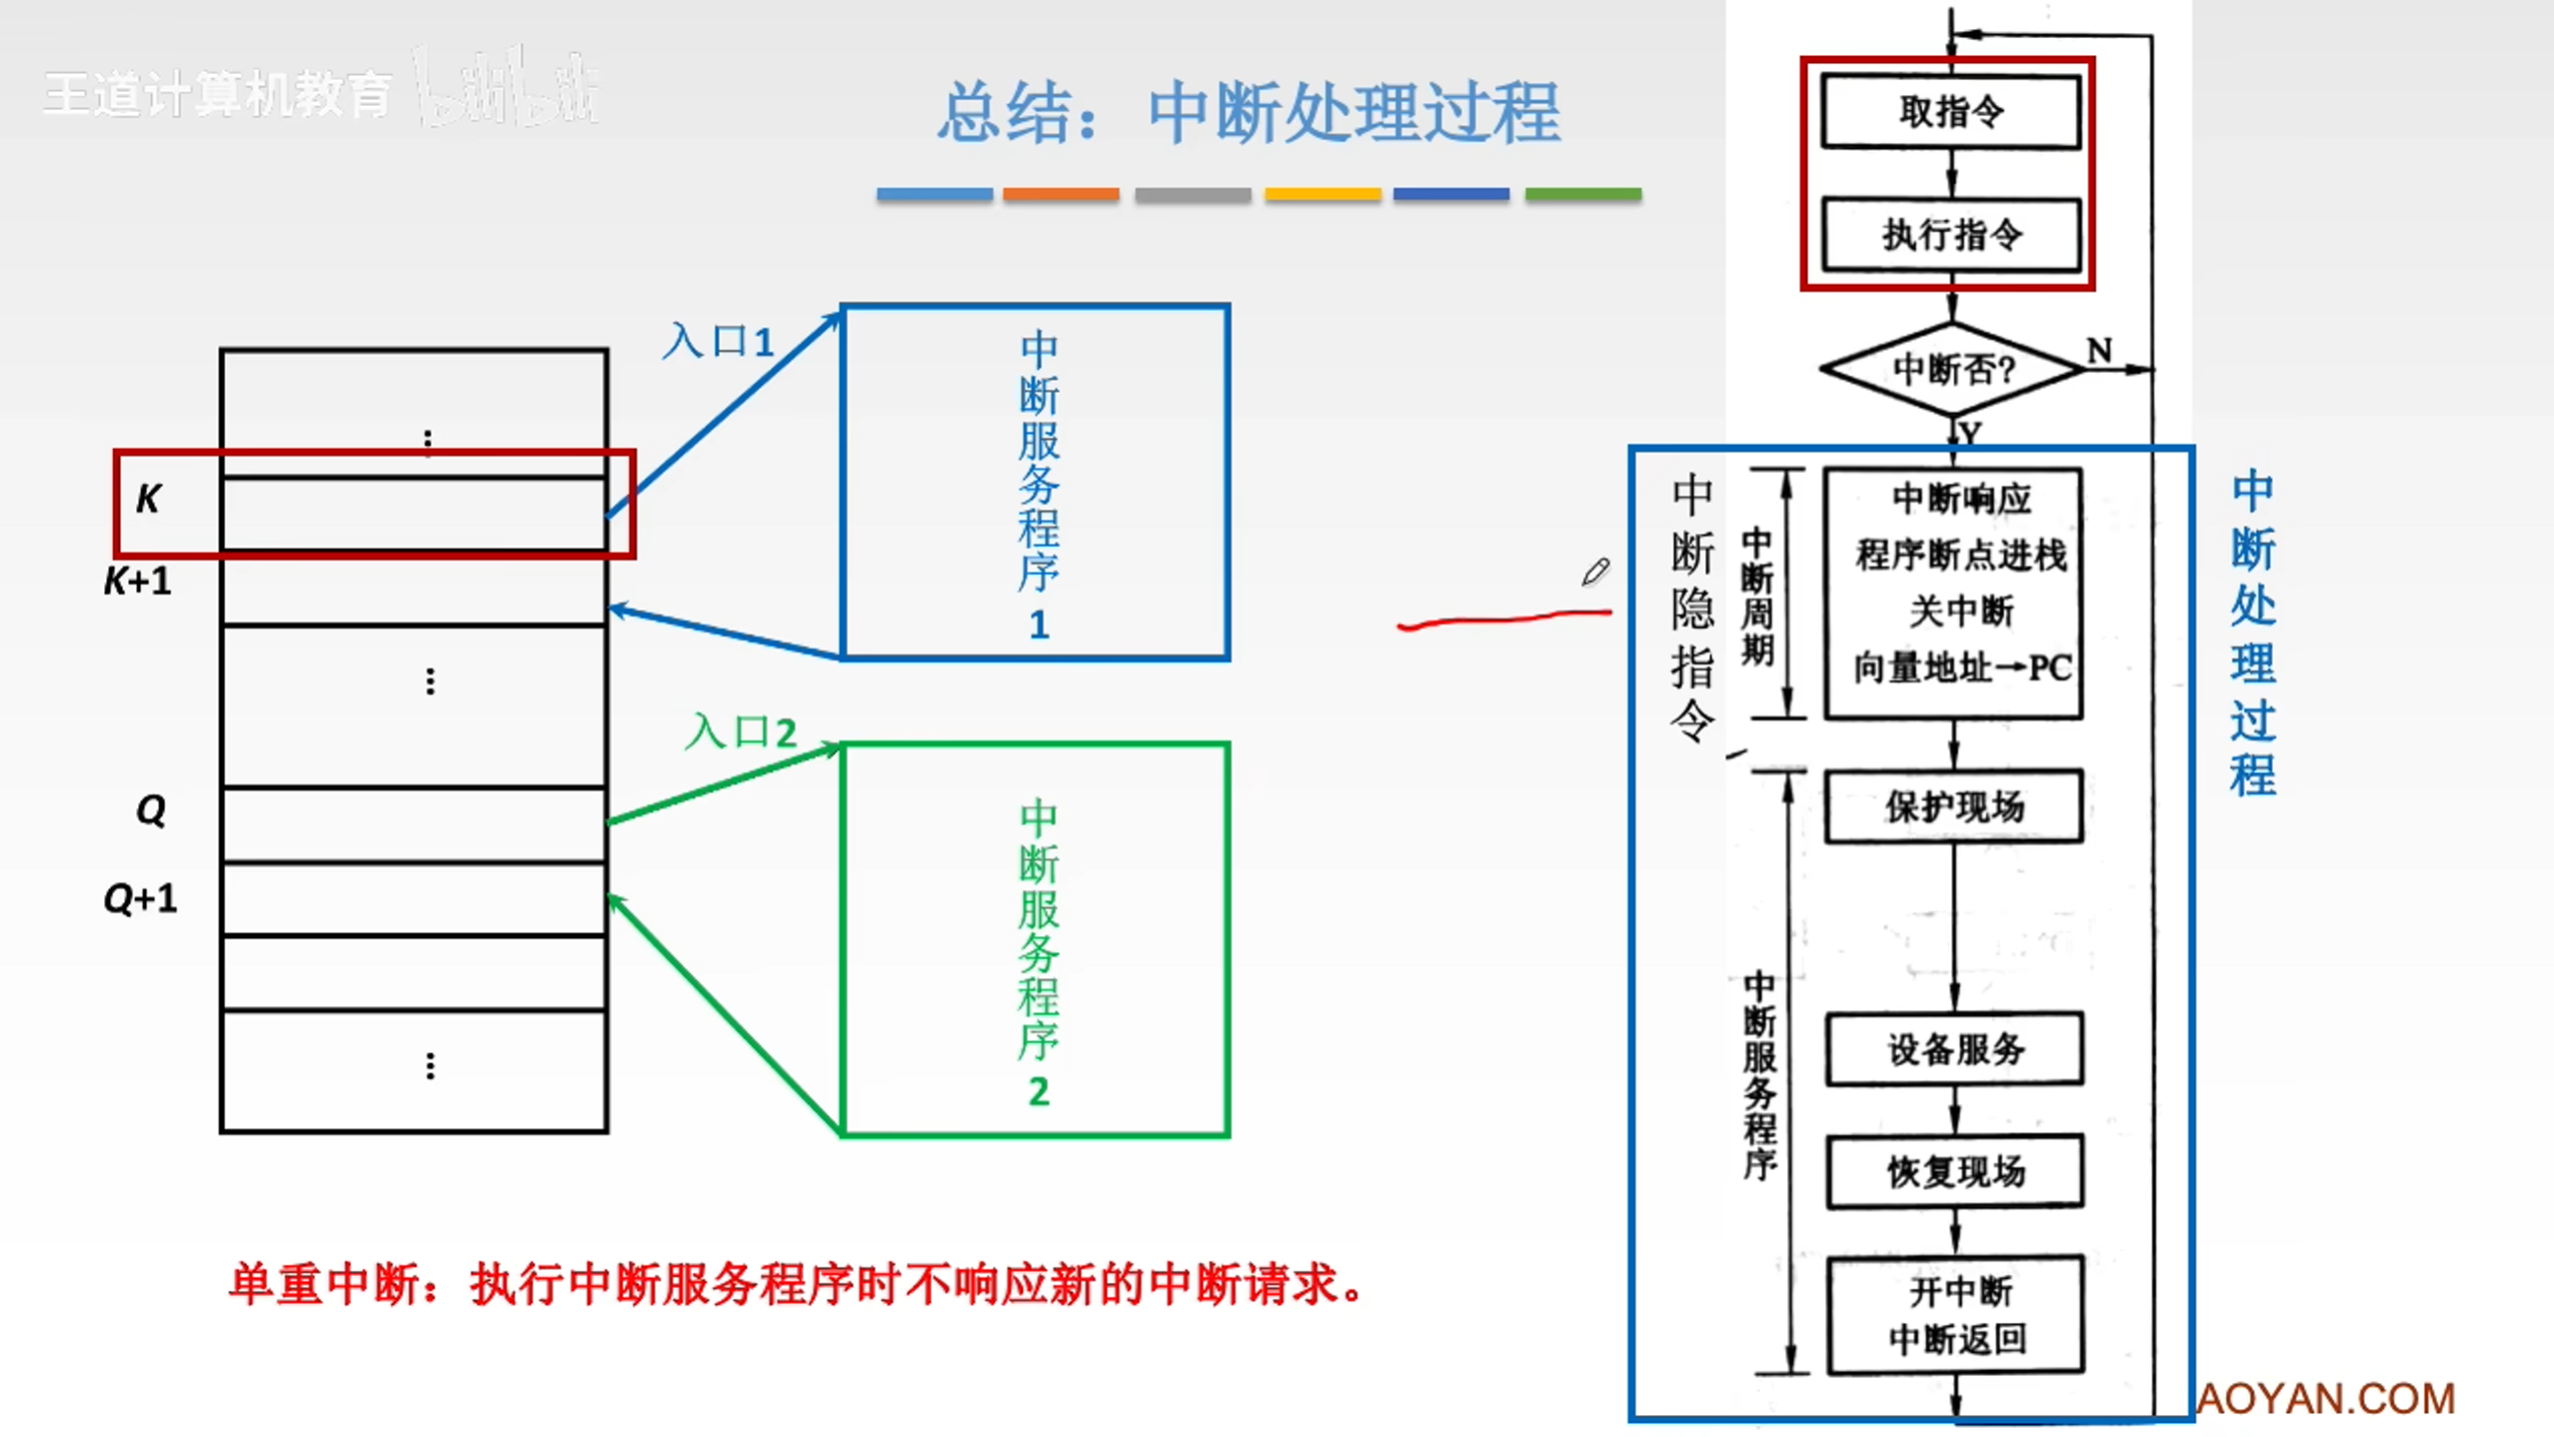 王道计算机教育 bilibili
总结：中断处理过程
K
K+1
Q
Q+1
入口1
中断服务程序1
入口2
中断服务程序2
单重中断：执行中断服务程序时不响应新的中断请求。
取指令
执行指令
中断否?
N
Y
中断隐指令
中断周期
中断响应
程序断点进栈
关中断
向量地址→PC
中断处理过程
中断服务程序
保护现场
设备服务
恢复现场
开中断
中断返回
AOYAN.COM